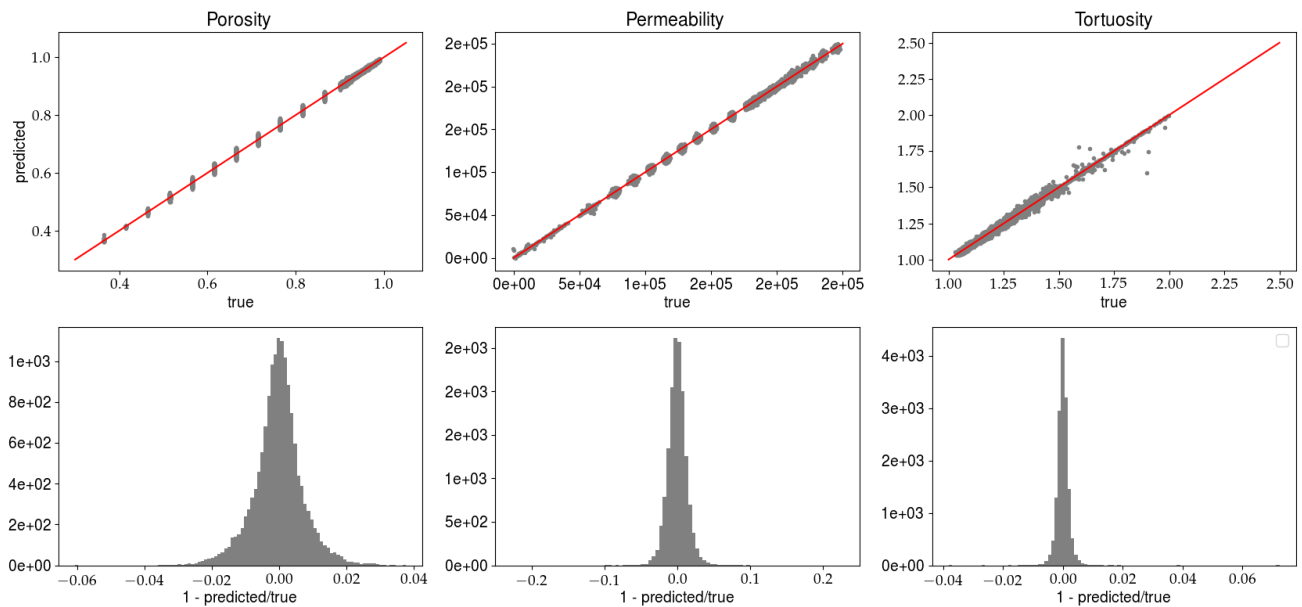 Porosity
Permeability
Tortuosity
predicted
1.0
0.8
0.6
0.4
0.4 0.6 0.8 1.0
true
2e+05
2e+05
2e+05
1e+05
5e+04
0e+00
0e+00 5e+04 1e+05 2e+05 2e+05 2e+05
true
2.50
2.25
2.00
1.75
1.50
1.25
1.00
1.00 1.25 1.50 1.75 2.00 2.25 2.50
true
1e+03
8e+02
6e+02
4e+02
2e+02
0e+00
−0.06 −0.04 −0.02 0.00 0.02 0.04
1 - predicted/true
2e+03
2e+03
2e+03
1e+03
5e+02
0e+00
−0.2 −0.1 0.0 0.1 0.2
1 - predicted/true
4e+03
3e+03
2e+03
1e+03
0e+00
−0.04 −0.02 0.00 0.02 0.04 0.06
1 - predicted/true